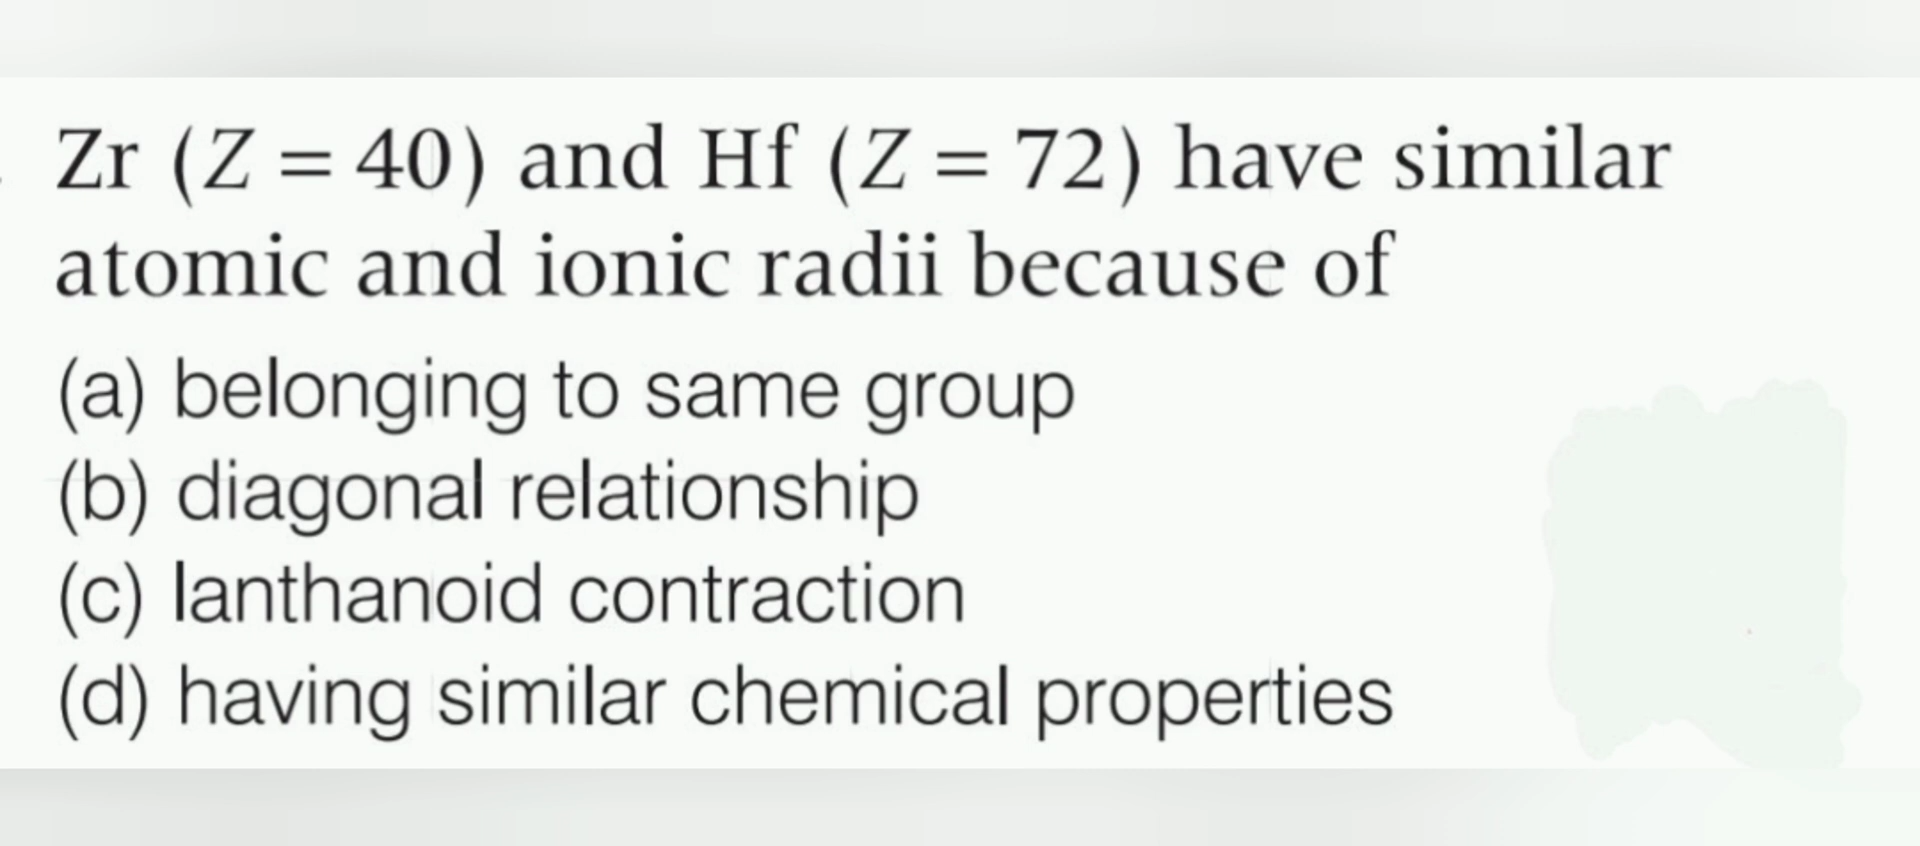 Zr (Z = 40) and Hf (Z = 72) have similar
atomic and ionic radii because of
(a) belonging to same group
(b) diagonal relationship
(c) lanthanoid contraction
(d) having similar chemical properties